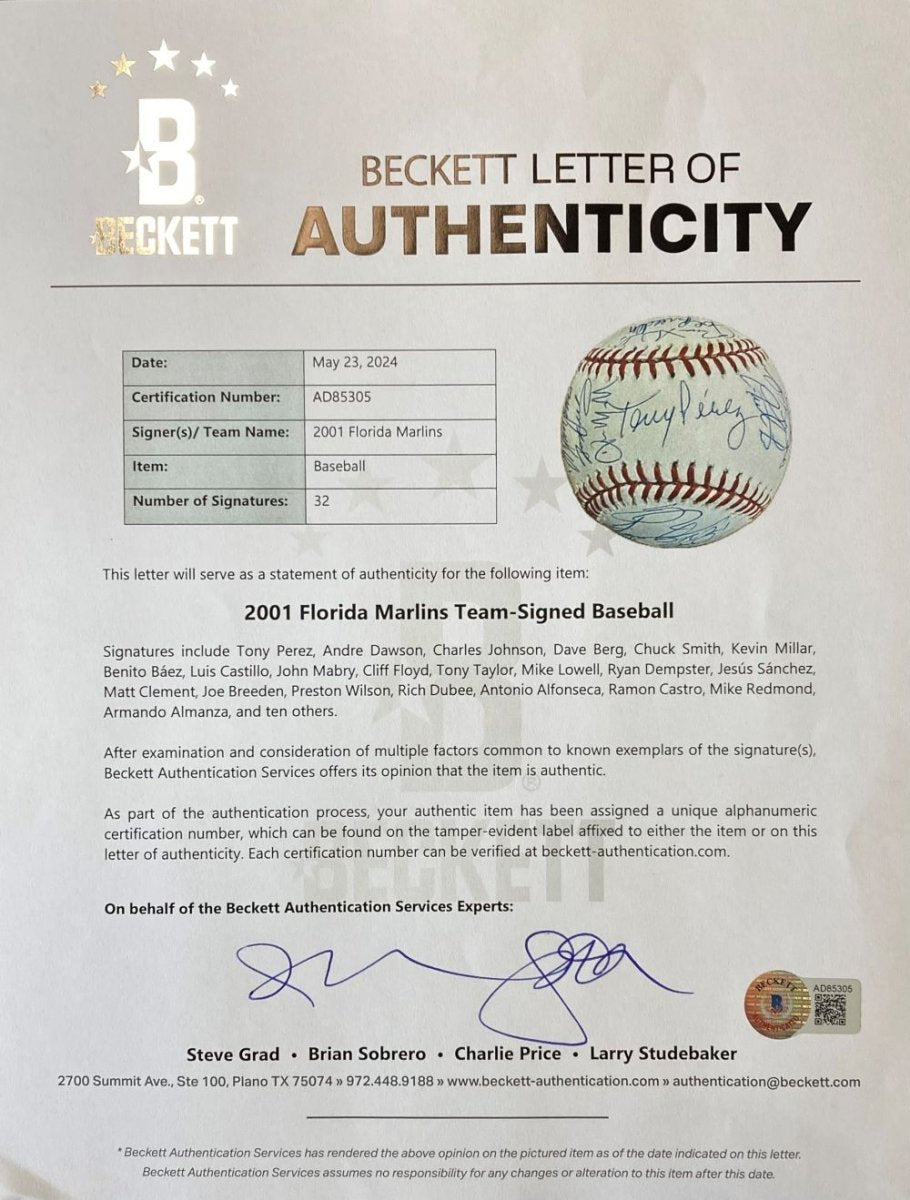 B
BECKETT
BECKETT LETTER OF
AUTHENTICITY
Date: May 23, 2024
Certification Number: AD85305
Signer(s)/ Team Name: 2001 Florida Marlins
Item: Baseball
Number of Signatures: 32
Tony Pérez
This letter will serve as a statement of authenticity for the following item:
2001 Florida Marlins Team-Signed Baseball
Signatures include Tony Perez, Andre Dawson, Charles Johnson, Dave Berg, Chuck Smith, Kevin Millar,
Benito Báez, Luis Castillo, John Mabry, Cliff Floyd, Tony Taylor, Mike Lowell, Ryan Dempster, Jesús Sánchez,
Matt Clement, Joe Breeden, Preston Wilson, Rich Dubee, Antonio Alfonseca, Ramon Castro, Mike Redmond,
Armando Almanza, and ten others.
After examination and consideration of multiple factors common to known exemplars of the signature(s),
Beckett Authentication Services offers its opinion that the item is authentic.
As part of the authentication process, your authentic item has been assigned a unique alphanumeric
certification number, which can be found on the tamper-evident label affixed to either the item or on this
letter of authenticity. Each certification number can be verified at beckett-authentication.com.
On behalf of the Beckett Authentication Services Experts:
BECKETT
B
AUTHENTICATION
AD85305
Steve Grad • Brian Sobrero • Charlie Price • Larry Studebaker
2700 Summit Ave., Ste 100, Plano TX 75074 » 972.448.9188 » www.beckett-authentication.com » authentication@beckett.com
* Beckett Authentication Services has rendered the above opinion on the pictured item as of the date indicated on this letter.
Beckett Authentication Services assumes no responsibility for any changes or alteration to this item after this date.